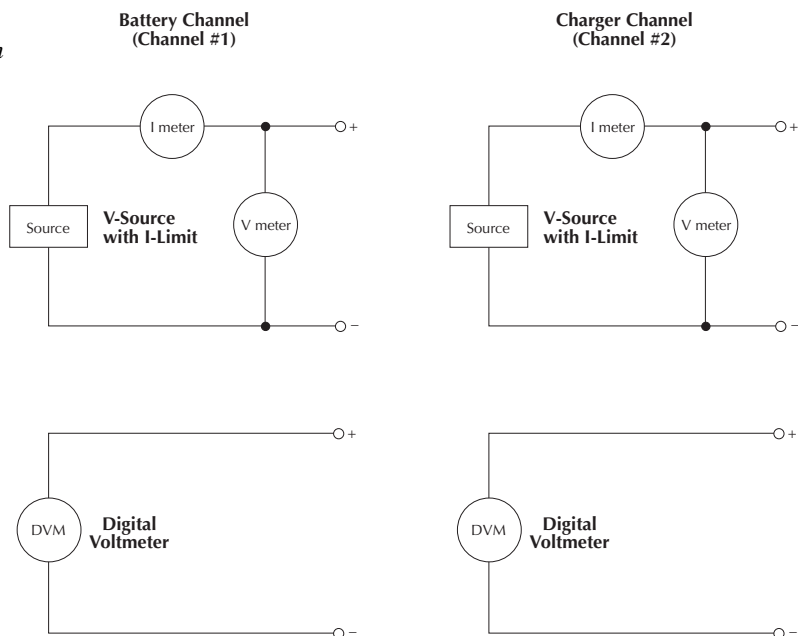 Battery Channel
(Channel #1)
Charger Channel
(Channel #2)
n
I meter
+
Source
V-Source
with I-Limit
V meter
–
I meter
+
Source
V-Source
with I-Limit
V meter
–
+
DVM
Digital
Voltmeter
–
+
DVM
Digital
Voltmeter
–